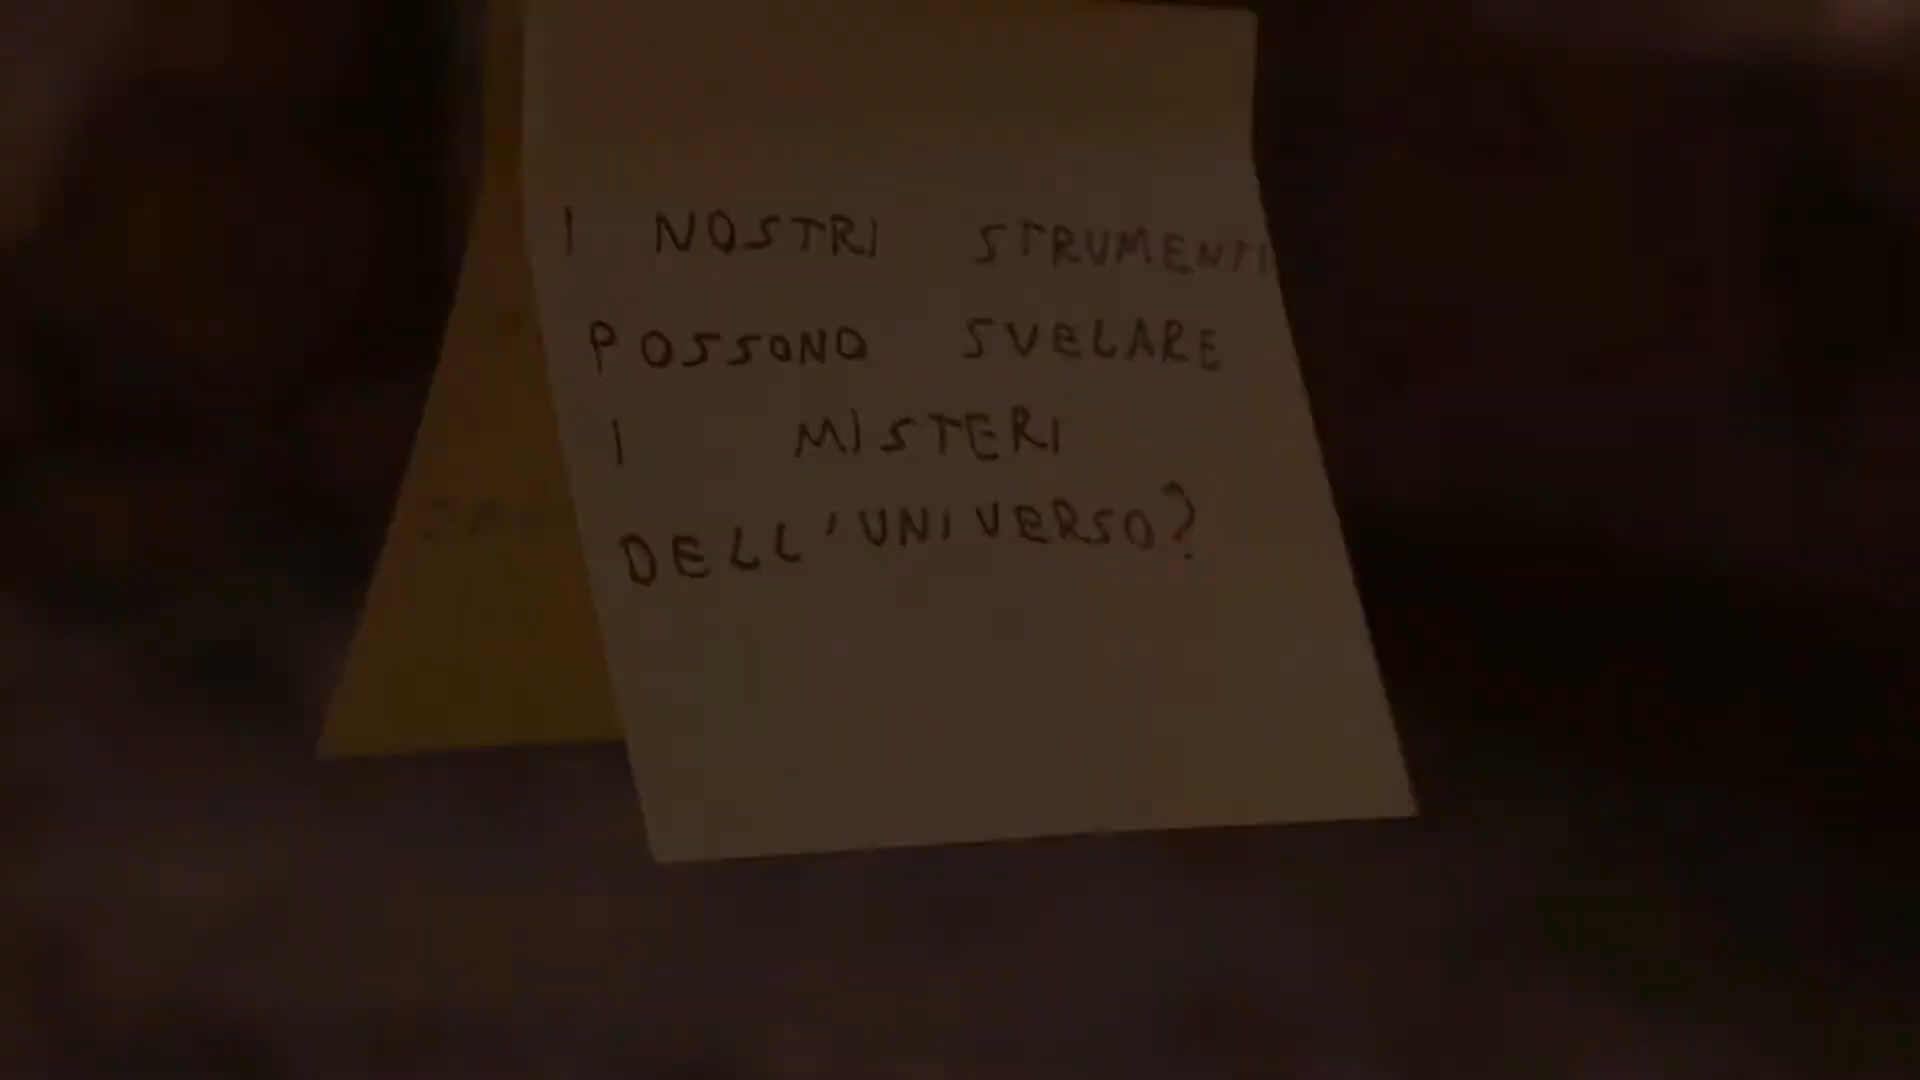 I NOSTRI STRUMENTI
POSSONO SVELARE
I MISTERI
DELL'UNIVERSO?